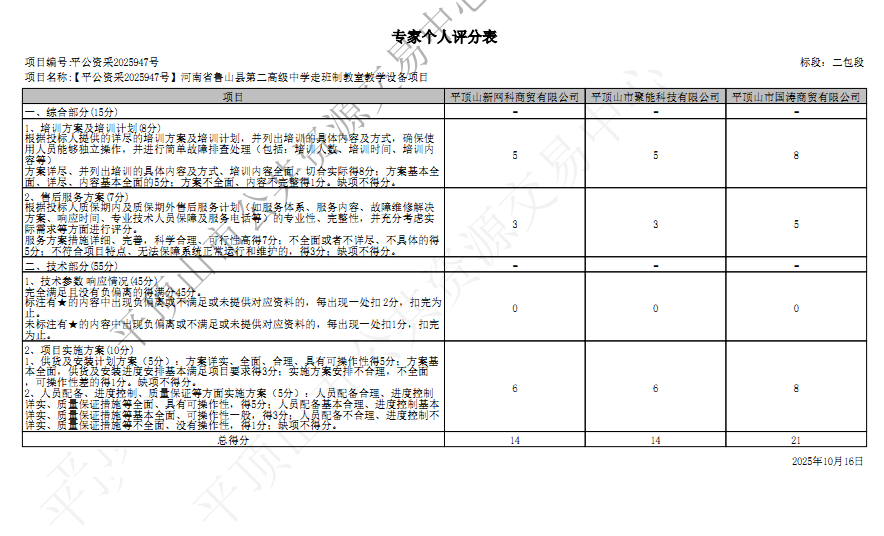 专家个人评分表
项目编号:平公资采2025947号
标段：二包段
项目名称:【平公资采2025947号】河南省鲁山县第二高级中学走班制教室教学设备项目
项目 平顶山新网科商贸有限公司 平顶山市聚能科技有限公司 平顶山市国涛商贸有限公司
一、综合部分(15分) - - -
1、培训方案及培训计划(8分)
根据投标人提供的详尽的培训方案及培训计划，并列出培训的具体内容及方式，确保使
用人员能够独立操作，并进行简单故障排查处理（包括：培训人数、培训时间、培训内
容等）
方案详尽、并列出培训的具体内容及方式、培训内容全面、切合实际得8分；方案基本全
面、详尽、内容基本全面的5分；方案不全面、内容不完整得1分。缺项不得分。
5 5 8
2、售后服务方案(7分)
根据投标人质保期内及质保期外售后服务计划（如服务体系、服务内容、故障维修解决
方案、响应时间、专业技术人员保障及服务电话等）的专业性、完整性，并充分考虑实
际需求等方面进行评分。
服务方案措施详细、完善，科学合理、可行性高得7分；不全面或者不详尽、不具体的得
5分；不符合项目特点、无法保障系统正常运行和维护的，得3分；缺项不得分。
3 3 5
二、技术部分(55分) - - -
1、技术参数 响应情况(45分)
完全满足且没有负偏离的得满分45分。
标注有★的内容中出现负偏离或不满足或未提供对应资料的，每出现一处扣 2分，扣完为
止。
未标注有★的内容中出现负偏离或不满足或未提供对应资料的，每出现一处扣1分，扣完
为止。
0 0 0
2、项目实施方案(10分)
1、供货及安装计划方案（5分）：方案详实、全面、合理、具有可操作性得5分；方案基
本全面，供货及安装进度安排基本满足项目要求得3分；实施方案安排不合理，不全面
，可操作性差的得1分。缺项不得分。
2、人员配备、进度控制、质量保证等方面实施方案（5分）：人员配备合理、进度控制
详实、质量保证措施等全面、具有可操作性，得5分；人员配备基本合理、进度控制基本
详实、质量保证措施等基本全面、可操作性一般，得3分；人员配备不合理、进度控制不
详实、质量保证措施等不全面、没有操作性，得1分；缺项不得分。
6 6 8
总得分 14 14 21
2025年10月16日
平顶山市公共资源交易中心
平顶山市公共资源交易中心